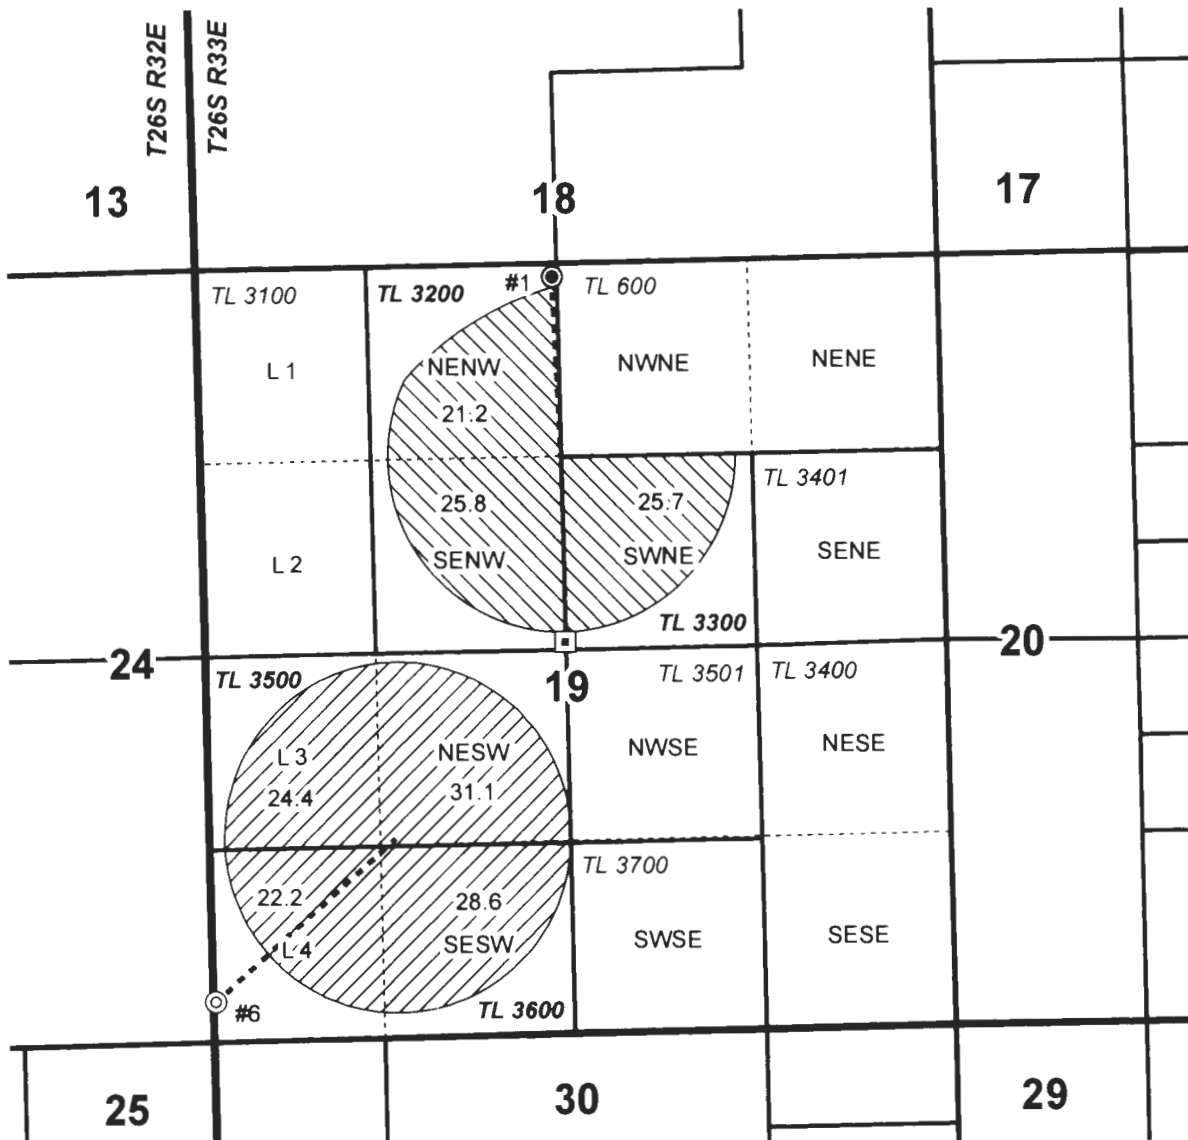 T26S R32E
T26S R33E
13
18
17
TL 3100
TL 3200
#1
TL 600
L 1
NENW
21.2
NWNE
NENE
TL 3401
25.8
25.7
L 2
SENW
SWNE
SENE
TL 3300
24
20
TL 3500
19
TL 3501
TL 3400
L 3
NESW
NWSE
NESE
24.4
31.1
TL 3700
22.2
28.6
L 4
SESW
SWSE
SESE
#6
TL 3600
25
30
29